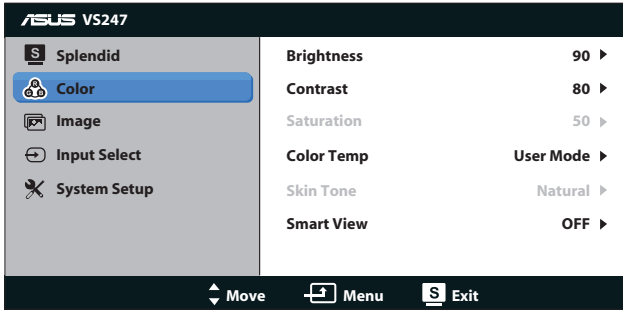 ASUS VS247
S Splendid
Color
Image
Input Select
System Setup
Brightness 90
Contrast 80
Saturation 50
Color Temp User Mode
Skin Tone Natural
Smart View OFF
Move Menu S Exit